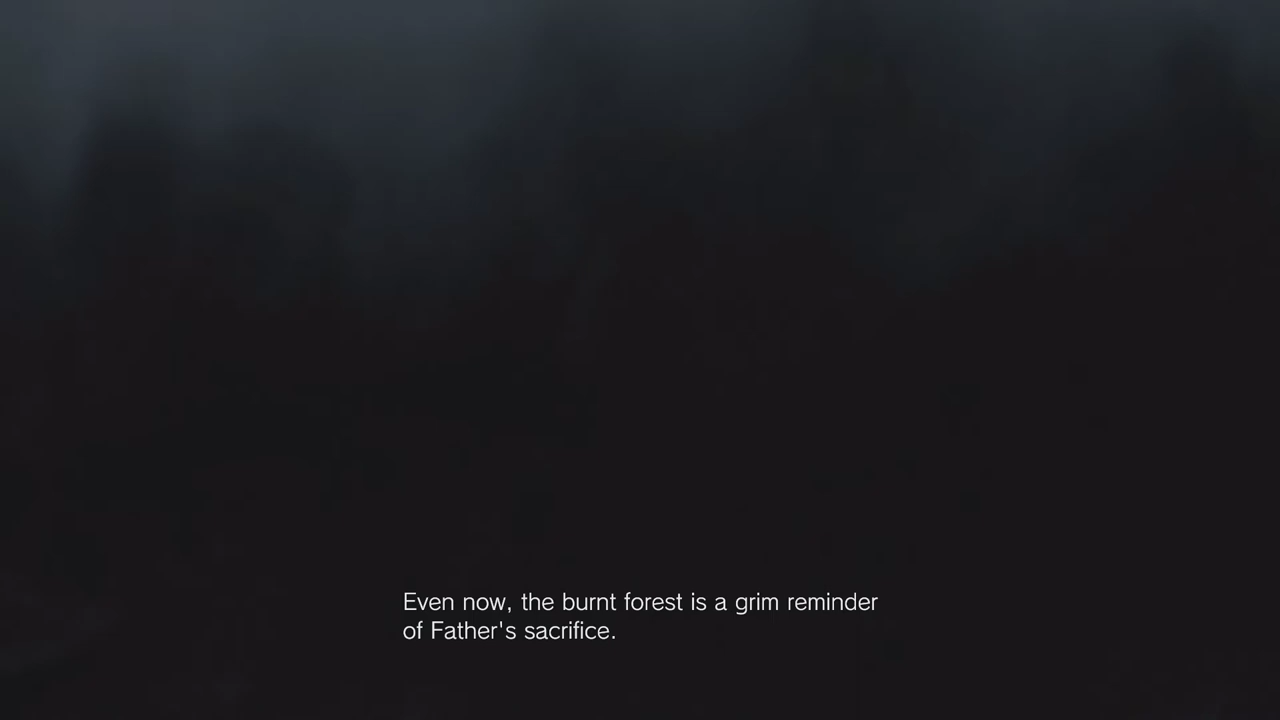 Even now, the burnt forest is a grim reminder
of Father's sacrifice.